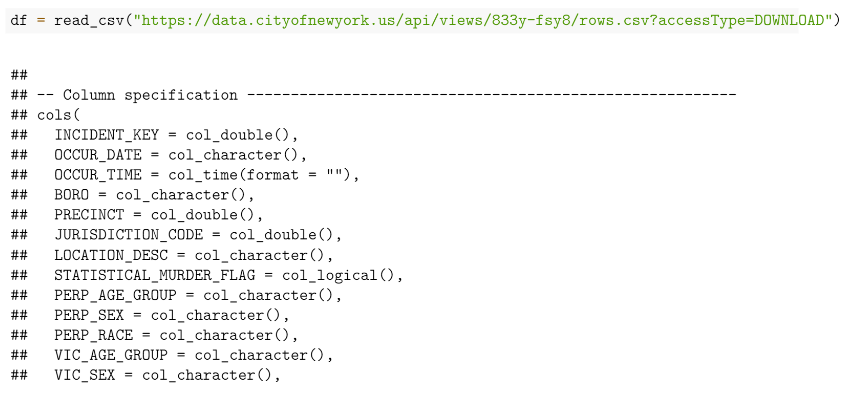 df = read_csv("https://data.cityofnewyork.us/api/views/833y-fsy8/rows.csv?accessType=DOWNLOAD")
##
## -- Column specification --------------------------------------------------------
## cols(
##   INCIDENT_KEY = col_double(),
##   OCCUR_DATE = col_character(),
##   OCCUR_TIME = col_time(format = ""),
##   BORO = col_character(),
##   PRECINCT = col_double(),
##   JURISDICTION_CODE = col_double(),
##   LOCATION_DESC = col_character(),
##   STATISTICAL_MURDER_FLAG = col_logical(),
##   PERP_AGE_GROUP = col_character(),
##   PERP_SEX = col_character(),
##   PERP_RACE = col_character(),
##   VIC_AGE_GROUP = col_character(),
##   VIC_SEX = col_character(),